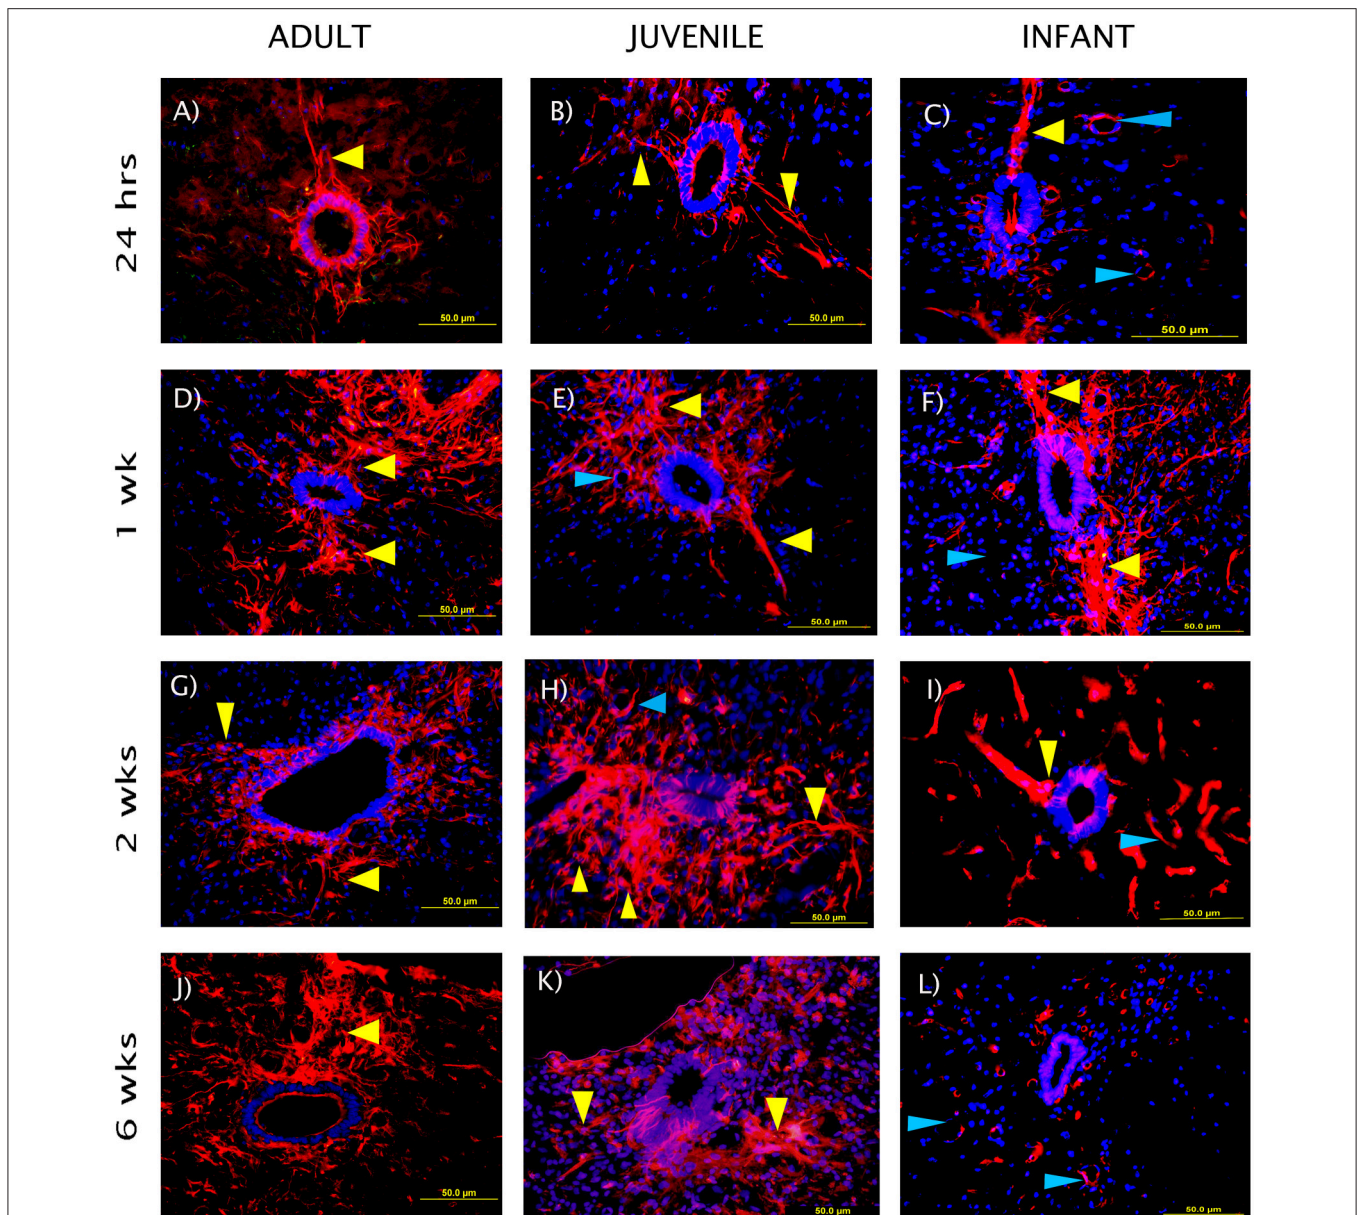 ADULT JUVENILE INFANT
24 hrs
A) B) C)
50.0 µm 50.0 µm 50.0 µm
1 wk
D) E) F)
50.0 µm 50.0 µm 50.0 µm
2 wks
G) H) I)
50.0 µm 50.0 µm 50.0 µm
6 wks
J) K) L)
50.0 µm 50.0 µm 50.0 µm